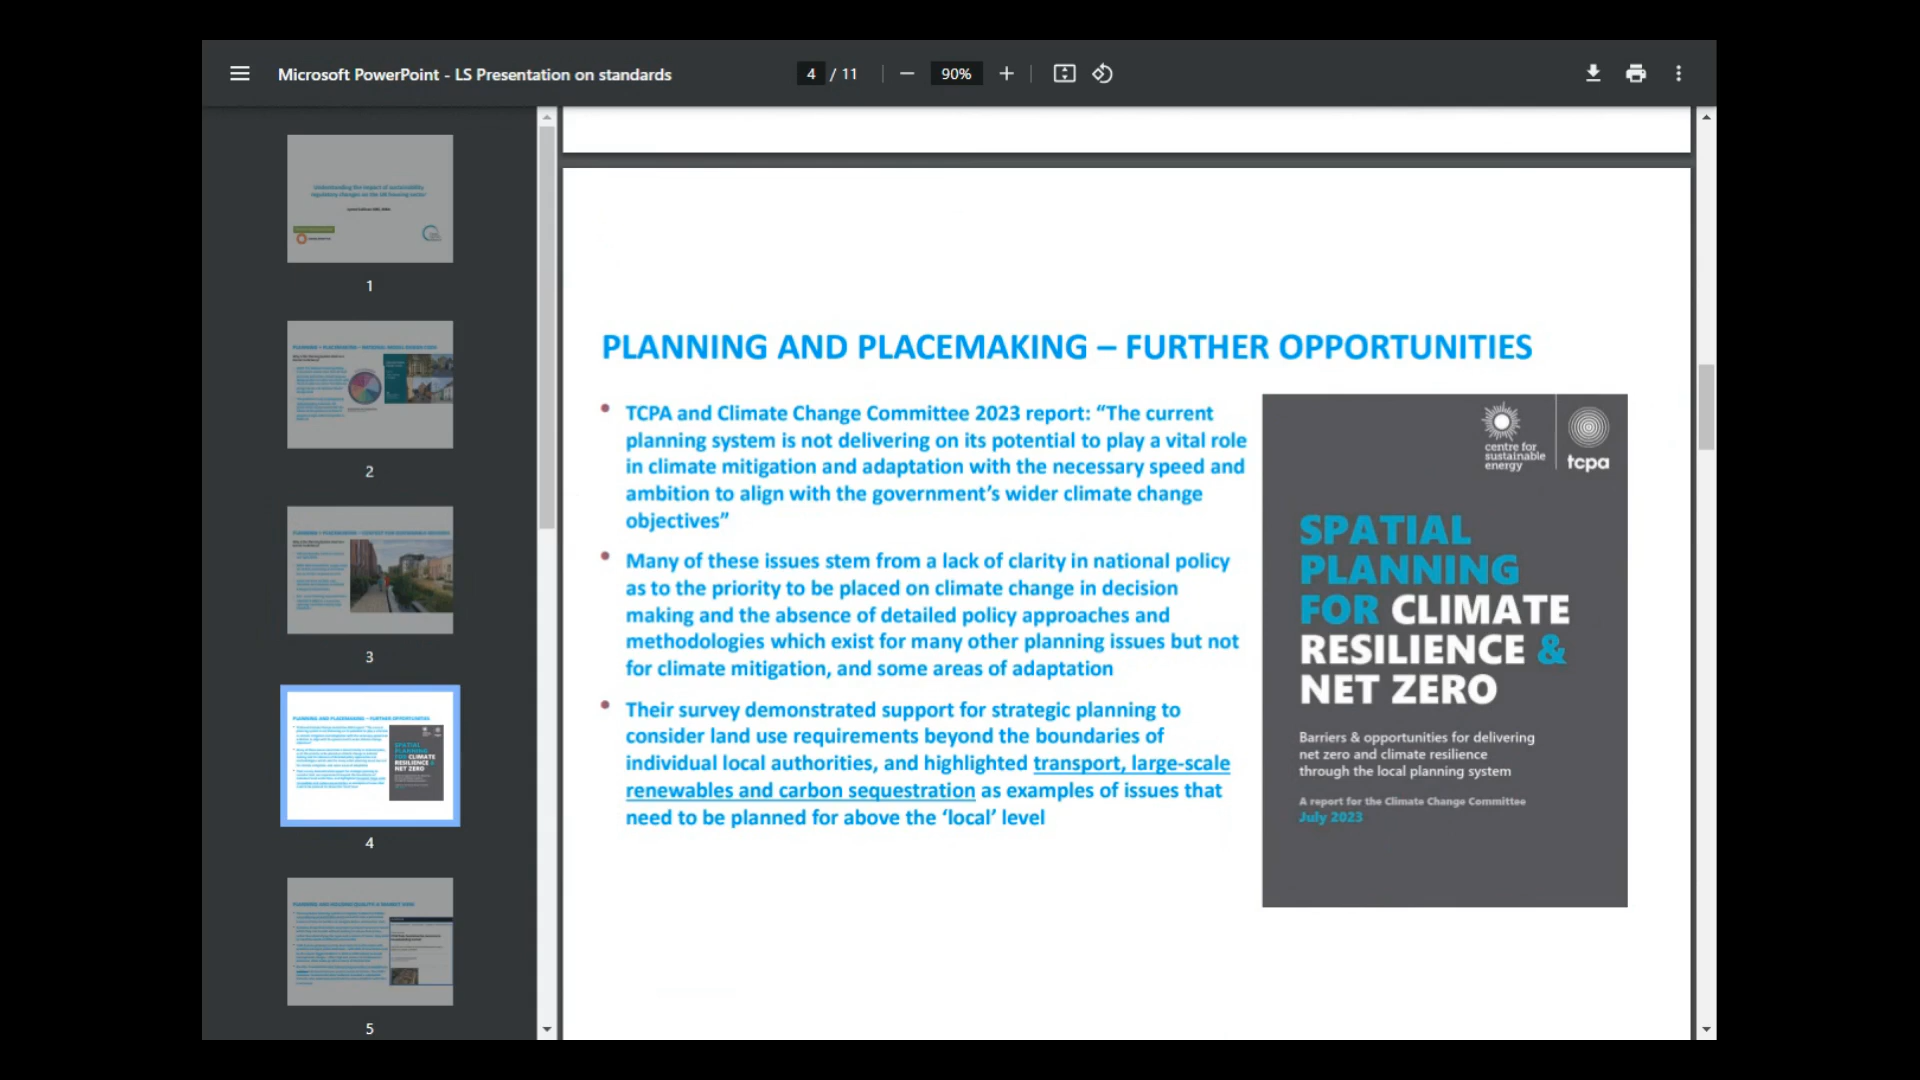 Microsoft PowerPoint - LS Presentation on standards
4 / 11
90%
1
2
3
4
5
PLANNING AND PLACEMAKING – FURTHER OPPORTUNITIES
TCPA and Climate Change Committee 2023 report: “The current
planning system is not delivering on its potential to play a vital role
in climate mitigation and adaptation with the necessary speed and
ambition to align with the government’s wider climate change
objectives”
Many of these issues stem from a lack of clarity in national policy
as to the priority to be placed on climate change in decision
making and the absence of detailed policy approaches and
methodologies which exist for many other planning issues but not
for climate mitigation, and some areas of adaptation
Their survey demonstrated support for strategic planning to
consider land use requirements beyond the boundaries of
individual local authorities, and highlighted transport, large-scale
renewables and carbon sequestration as examples of issues that
need to be planned for above the ‘local’ level
centre for
sustainable
energy
tcpa
SPATIAL
PLANNING
FOR CLIMATE
RESILIENCE &
NET ZERO
Barriers & opportunities for delivering
net zero and climate resilience
through the local planning system
A report for the Climate Change Committee
July 2023